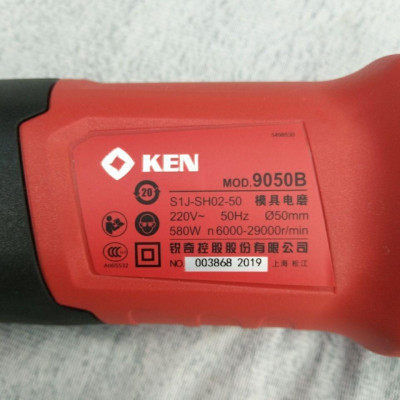 KEN
MOD.9050B
20
S1J-SH02-50 模具电磨
220V~ 50Hz Ø50mm
580W n 6000-29000r/min
锐奇控股股份有限公司
NO. 003868 2019 上海 松江